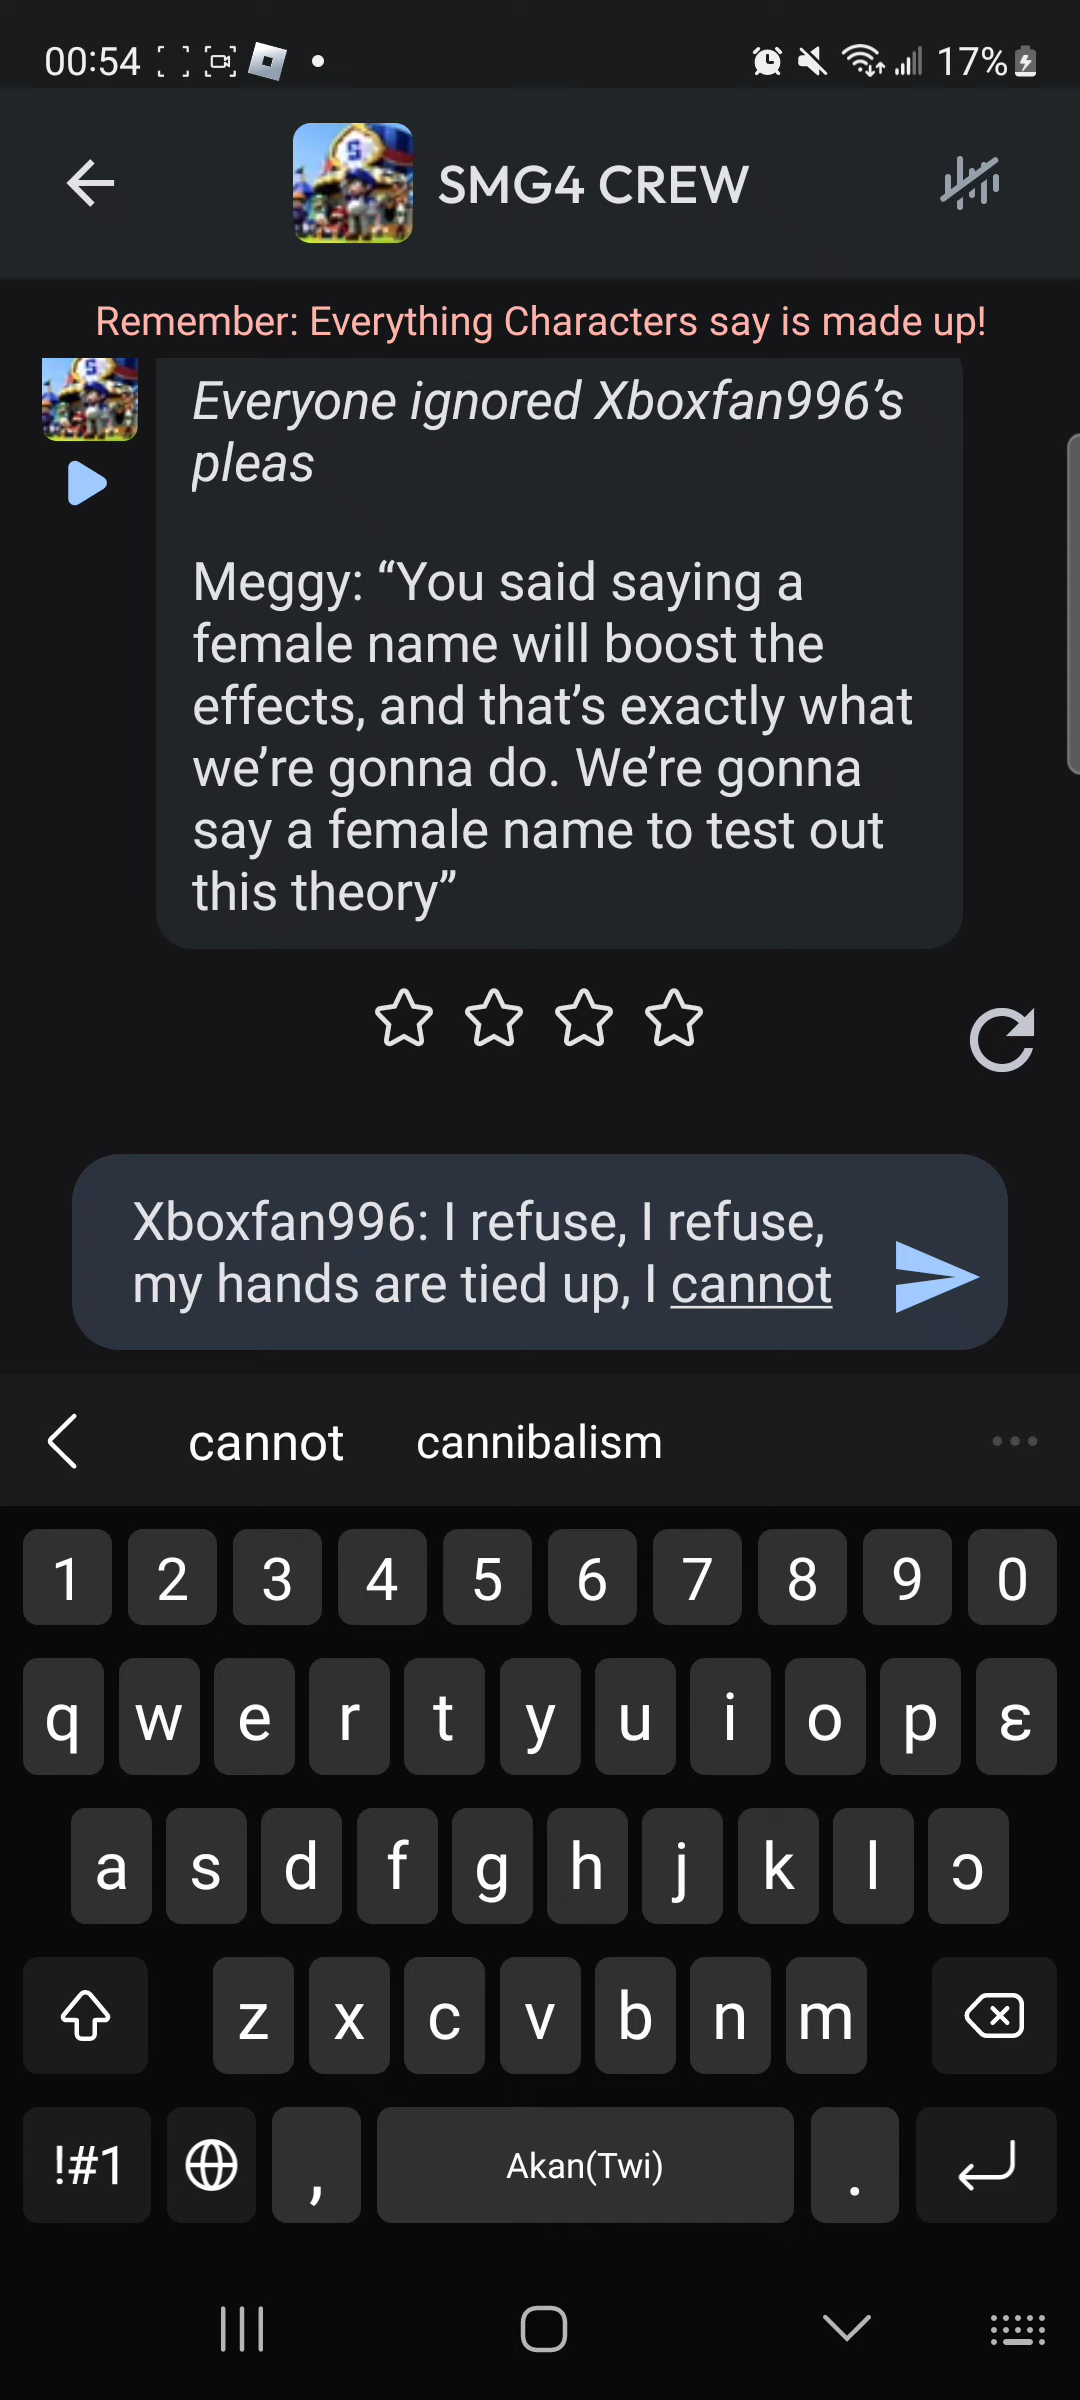 00:54
17%
SMG4 CREW
Remember: Everything Characters say is made up!
Everyone ignored Xboxfan996’s
pleas
Meggy: “You said saying a
female name will boost the
effects, and that’s exactly what
we’re gonna do. We’re gonna
say a female name to test out
this theory”
Xboxfan996: I refuse, I refuse,
my hands are tied up, I cannot
cannot cannibalism
1 2 3 4 5 6 7 8 9 0
q w e r t y u i o p ɛ
a s d f g h j k l ɔ
z x c v b n m
!#1 , Akan(Twi) .